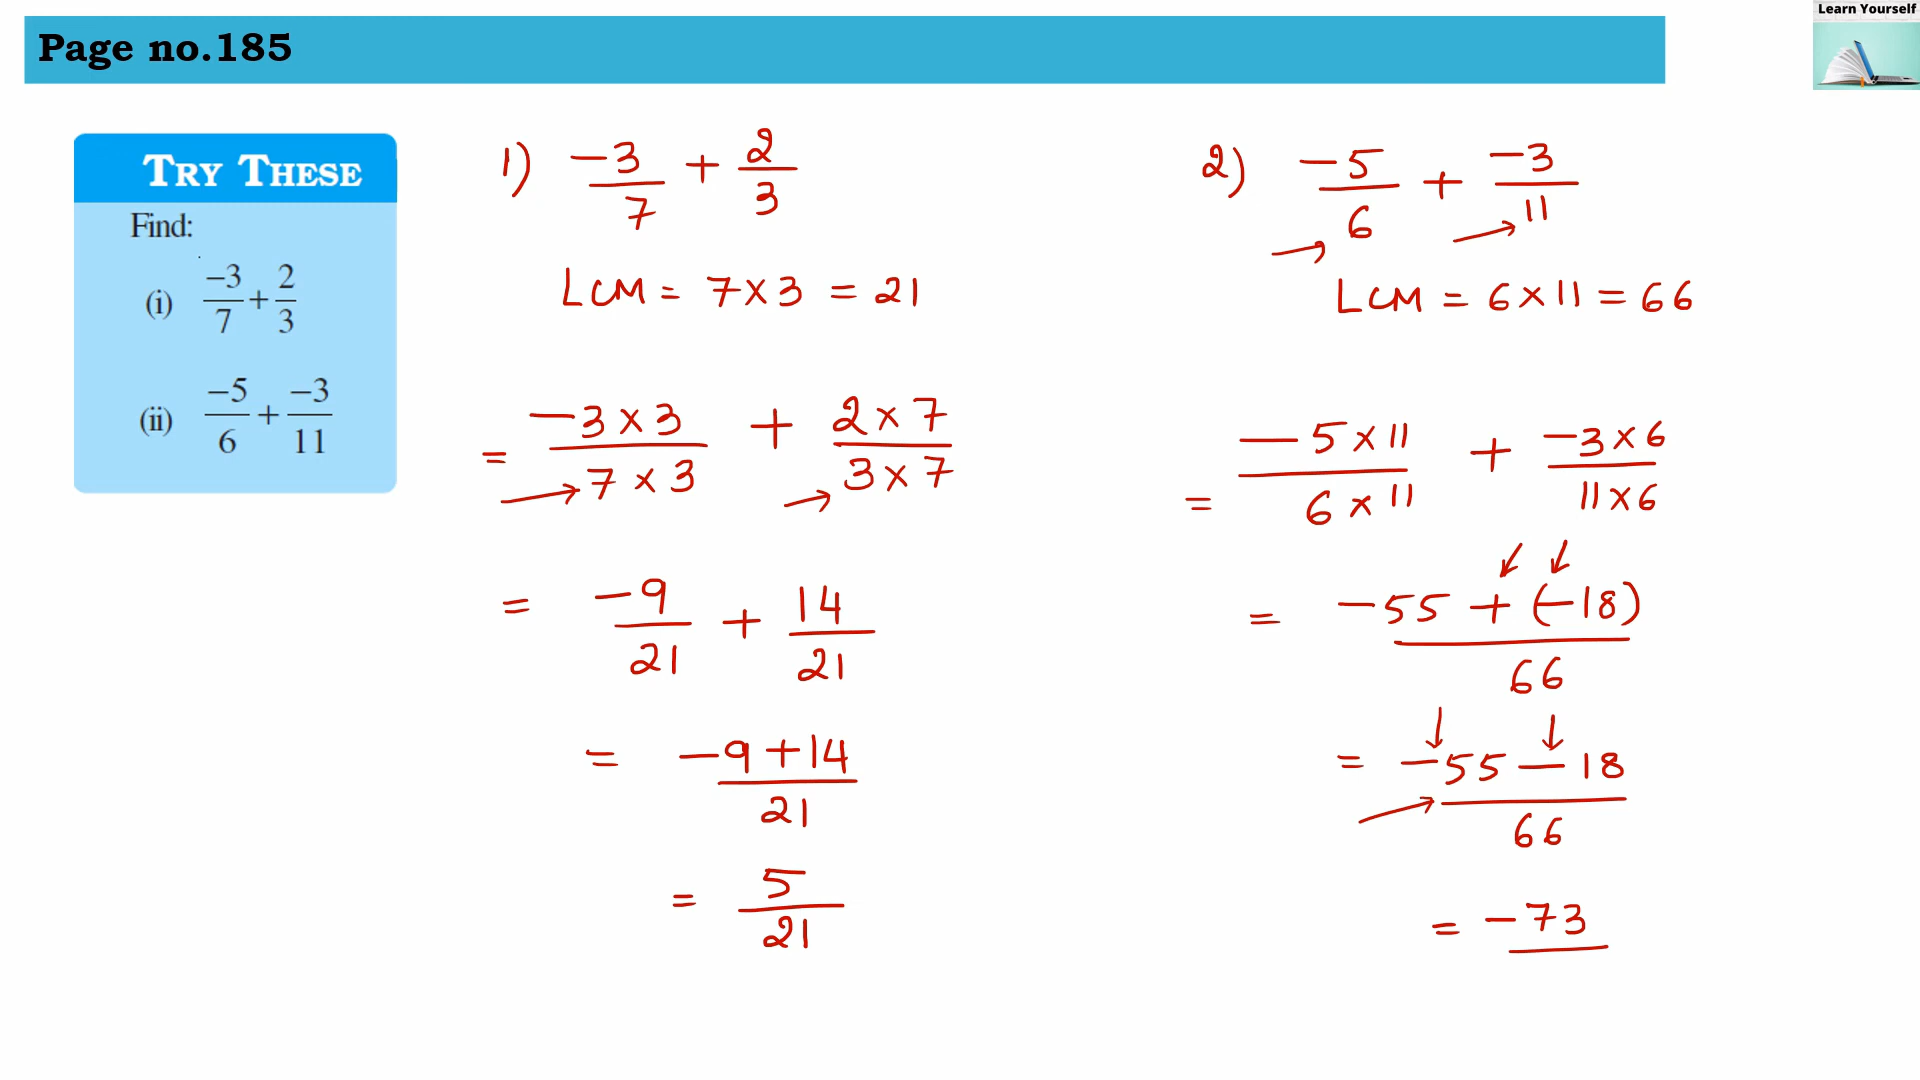 Learn Yourself
Page no.185
TRY THESE
Find:
(i) −3/7 + 2/3
(ii) −5/6 + −3/11
1) −3/7 + 2/3
LCM = 7×3 = 21
= −3×3/7×3 + 2×7/3×7
= −9/21 + 14/21
= −9+14/21
= 5/21
2) −5/6 + −3/11
LCM = 6×11 = 66
= −5×11/6×11 + −3×6/11×6
= −55+(−18)/66
= −55−18/66
= −73